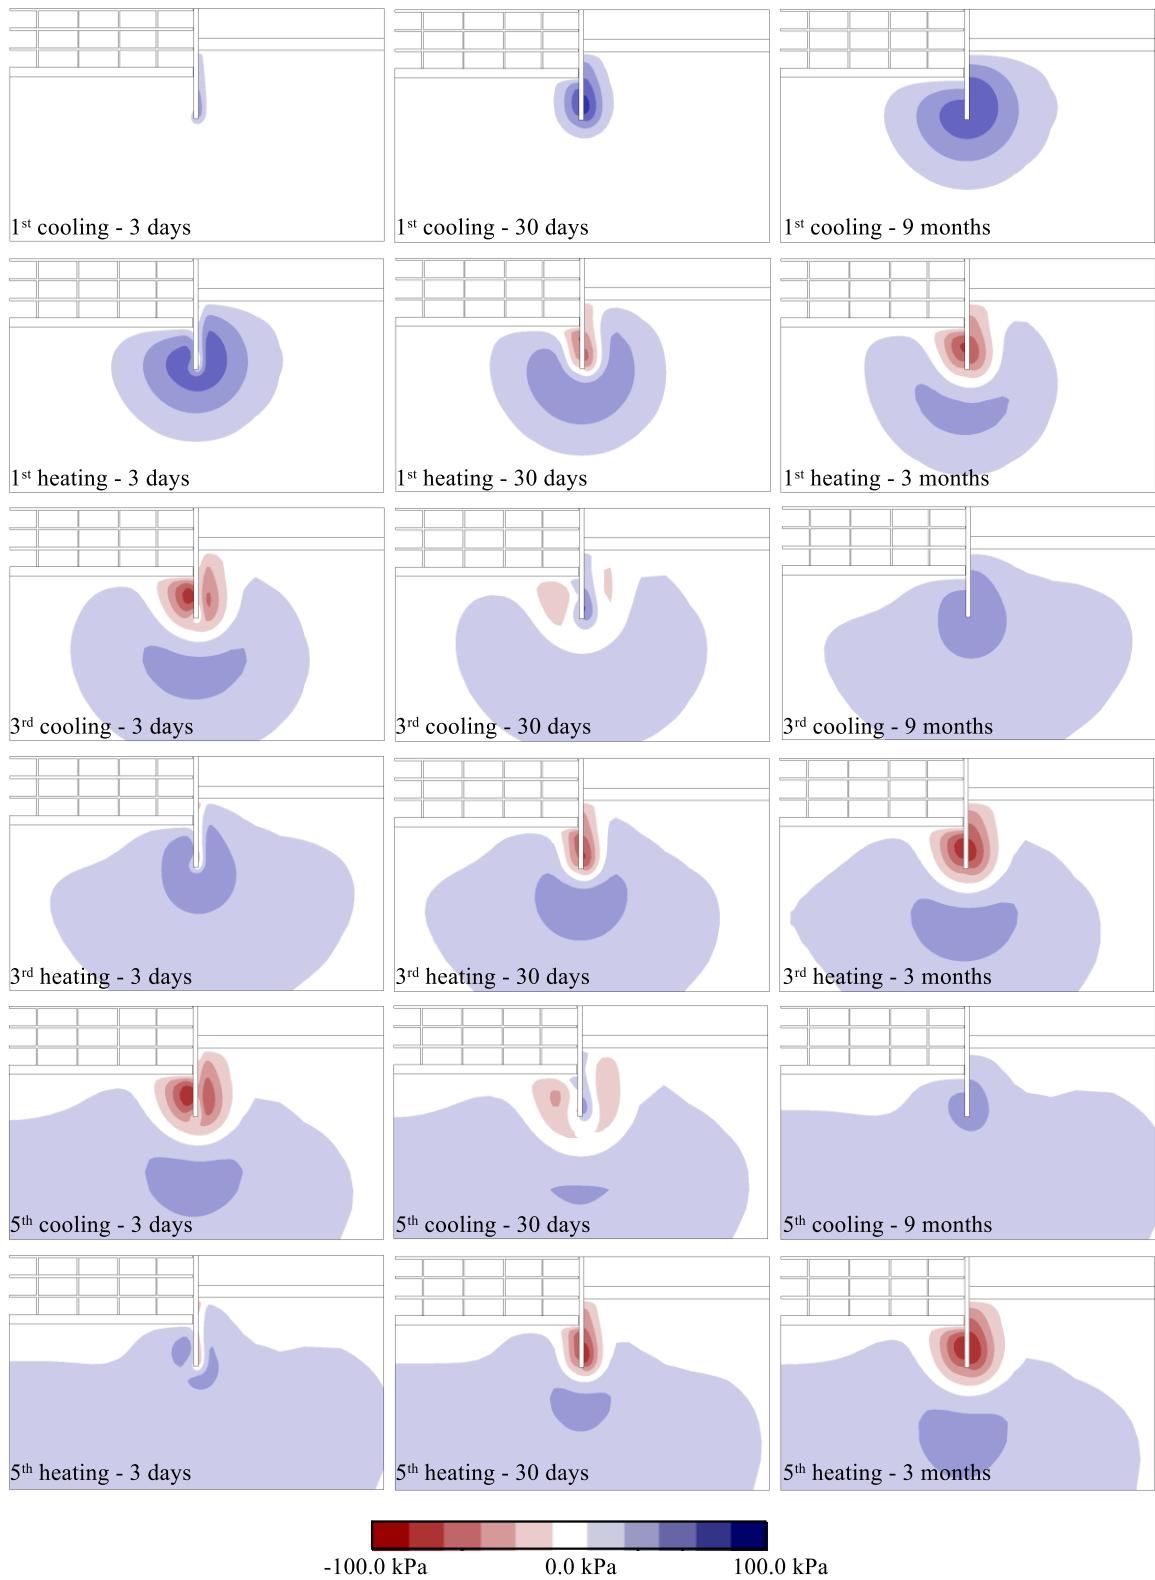 1st cooling - 3 days
1st cooling - 30 days
1st cooling - 9 months
1st heating - 3 days
1st heating - 30 days
1st heating - 3 months
3rd cooling - 3 days
3rd cooling - 30 days
3rd cooling - 9 months
3rd heating - 3 days
3rd heating - 30 days
3rd heating - 3 months
5th cooling - 3 days
5th cooling - 30 days
5th cooling - 9 months
5th heating - 3 days
5th heating - 30 days
5th heating - 3 months
-100.0 kPa 0.0 kPa 100.0 kPa